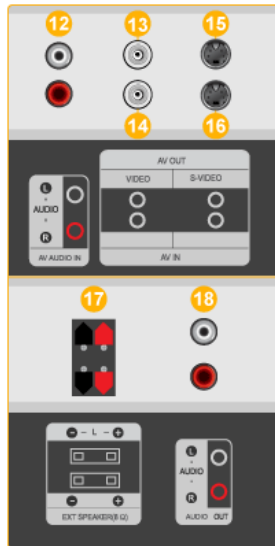 12 13 15
14 16
AV OUT
VIDEO S-VIDEO
L
AUDIO
R
AV AUDIO IN
AV IN
17 18
- L +
- +
EXT SPEAKER(8 Ω)
L
AUDIO
R
AUDIO OUT